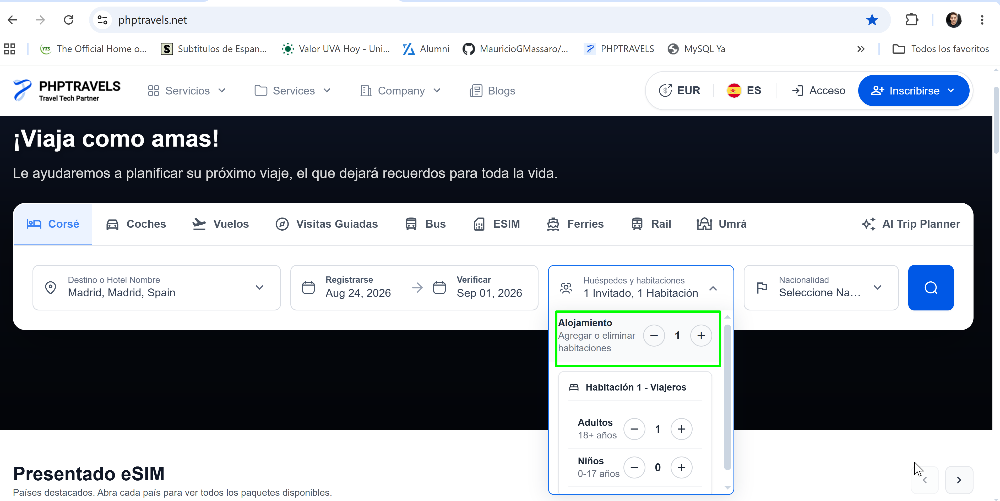 phptravels.net
YTS The Official Home o...
S Subtitulos de Espan...
Valor UVA Hoy - Uni...
Alumni
MauricioGMassaro/...
PHPTRAVELS
MySQL Ya
Todos los favoritos
PHPTRAVELS
Travel Tech Partner
Servicios
Services
Company
Blogs
EUR
ES
Acceso
Inscribirse
¡Viaja como amas!
Le ayudaremos a planificar su próximo viaje, el que dejará recuerdos para toda la vida.
Corsé
Coches
Vuelos
Visitas Guiadas
Bus
ESIM
Ferries
Rail
Umrá
AI Trip Planner
Destino o Hotel Nombre
Madrid, Madrid, Spain
Registrarse
Aug 24, 2026
Verificar
Sep 01, 2026
Huéspedes y habitaciones
1 Invitado, 1 Habitación
Nacionalidad
Seleccione Na...
Alojamiento
Agregar o eliminar
habitaciones
1
Habitación 1 - Viajeros
Adultos
18+ años
1
Niños
0-17 años
0
Presentado eSIM
Países destacados. Abra cada país para ver todos los paquetes disponibles.